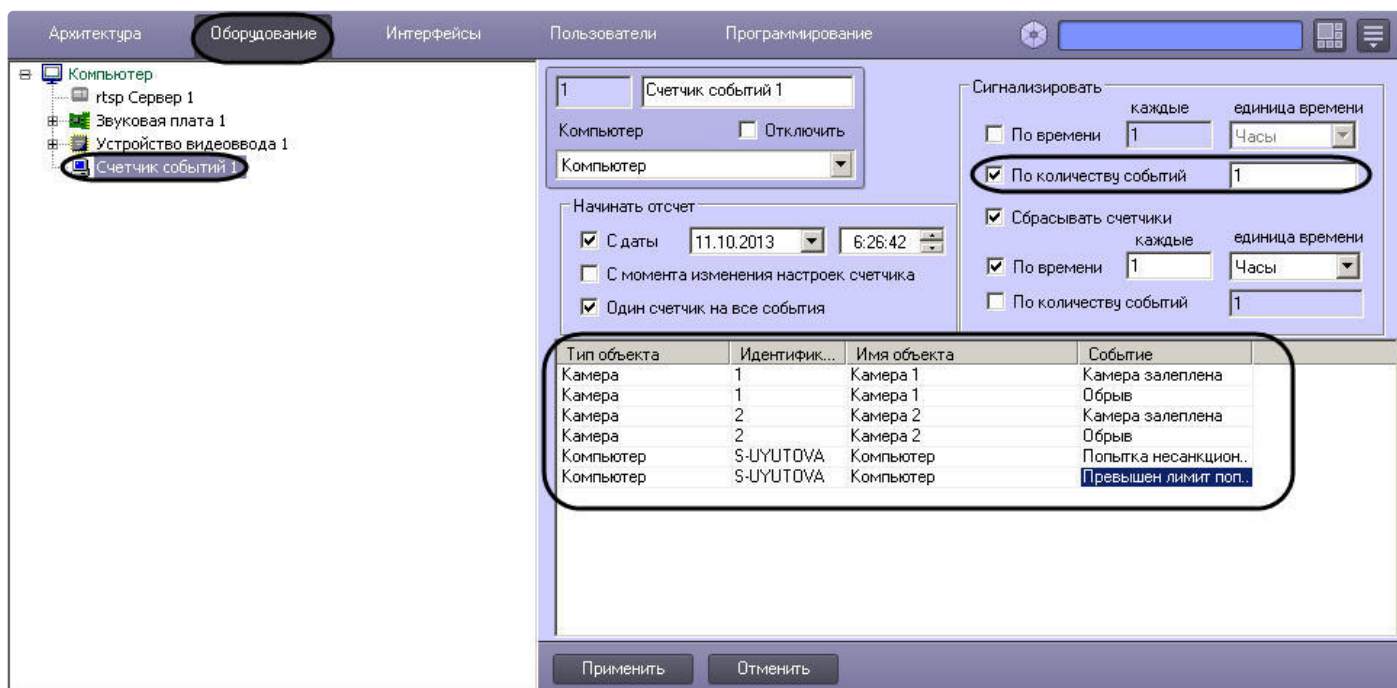 Архитектура Оборудование Интерфейсы Пользователи Программирование
Компьютер
rtsp Сервер 1
Звуковая плата 1
Устройство видеоввода 1
Счетчик событий 1
1 Счетчик событий 1
Компьютер Отключить
Компьютер
Начинать отсчет
С даты 11.10.2013 6:26:42
С момента изменения настроек счетчика
Один счетчик на все события
Сигнализировать
каждые единица времени
По времени 1 Часы
По количеству событий 1
Сбрасывать счетчики
каждые единица времени
По времени 1 Часы
По количеству событий 1
Тип объекта Идентифик... Имя объекта Событие
Камера 1 Камера 1 Камера залеплена
Камера 1 Камера 1 Обрыв
Камера 2 Камера 2 Камера залеплена
Камера 2 Камера 2 Обрыв
Компьютер S-UYUTOVA Компьютер Попытка несанкцион..
Компьютер S-UYUTOVA Компьютер Превышен лимит поп..
Применить Отменить